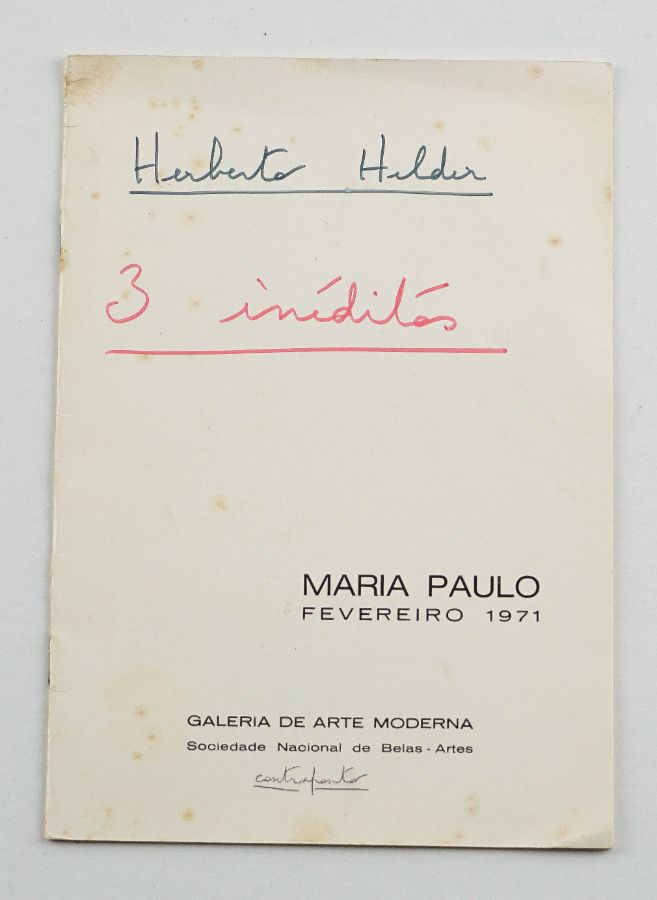 Herberto Helder
3 inéditos
MARIA PAULO
FEVEREIRO 1971
GALERIA DE ARTE MODERNA
Sociedade Nacional de Belas - Artes
contraponto